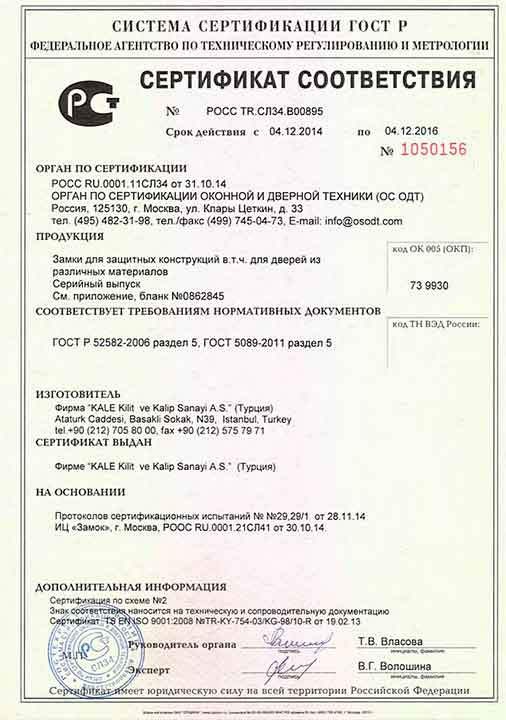 СИСТЕМА СЕРТИФИКАЦИИ ГОСТ Р
ФЕДЕРАЛЬНОЕ АГЕНТСТВО ПО ТЕХНИЧЕСКОМУ РЕГУЛИРОВАНИЮ И МЕТРОЛОГИИ
СЕРТИФИКАТ СООТВЕТСТВИЯ
№ РОСС TR.СЛ34.В00895
Срок действия с 04.12.2014 по 04.12.2016
№ 1050156
ОРГАН ПО СЕРТИФИКАЦИИ
РОСС RU.0001.11СЛ34 от 31.10.14
ОРГАН ПО СЕРТИФИКАЦИИ ОКОННОЙ И ДВЕРНОЙ ТЕХНИКИ (ОС ОДТ)
Россия, 125130, г. Москва, ул. Клары Цеткин, д. 33
тел. (495) 482-31-98, тел./факс (499) 745-04-73, E-mail: info@osodt.com
ПРОДУКЦИЯ
Замки для защитных конструкций в.т.ч. для дверей из
различных материалов
Серийный выпуск
См. приложение, бланк №0862845
код ОК 005 (ОКП):
73 9930
СООТВЕТСТВУЕТ ТРЕБОВАНИЯМ НОРМАТИВНЫХ ДОКУМЕНТОВ
ГОСТ Р 52582-2006 раздел 5, ГОСТ 5089-2011 раздел 5
код ТН ВЭД России:
ИЗГОТОВИТЕЛЬ
Фирма "KALE Kilit ve Kalip Sanayi A.S." (Турция)
Ataturk Caddesi, Basakli Sokak, N39, Istanbul, Turkey
tel.+90 (212) 705 80 00, fax +90 (212) 575 79 71
СЕРТИФИКАТ ВЫДАН
Фирме "KALE Kilit ve Kalip Sanayi A.S." (Турция)
НА ОСНОВАНИИ
Протоколов сертификационных испытаний № №29,29/1 от 28.11.14
ИЦ «Замок», г. Москва, РООС RU.0001.21СЛ41 от 30.10.14.
ДОПОЛНИТЕЛЬНАЯ ИНФОРМАЦИЯ
Сертификация по схеме №2
Знак соответствия наносится на техническую и сопроводительную документацию
Сертификат TS EN ISO 9001:2008 №TR-KY-754-03/KG-98/10-R от 19.02.13
М.П.
СЛ34
Руководитель органа
подпись
Т.В. Власова
инициалы, фамилия
Эксперт
подпись
В.Г. Волошина
инициалы, фамилия
Сертификат имеет юридическую силу на всей территории Российской Федерации